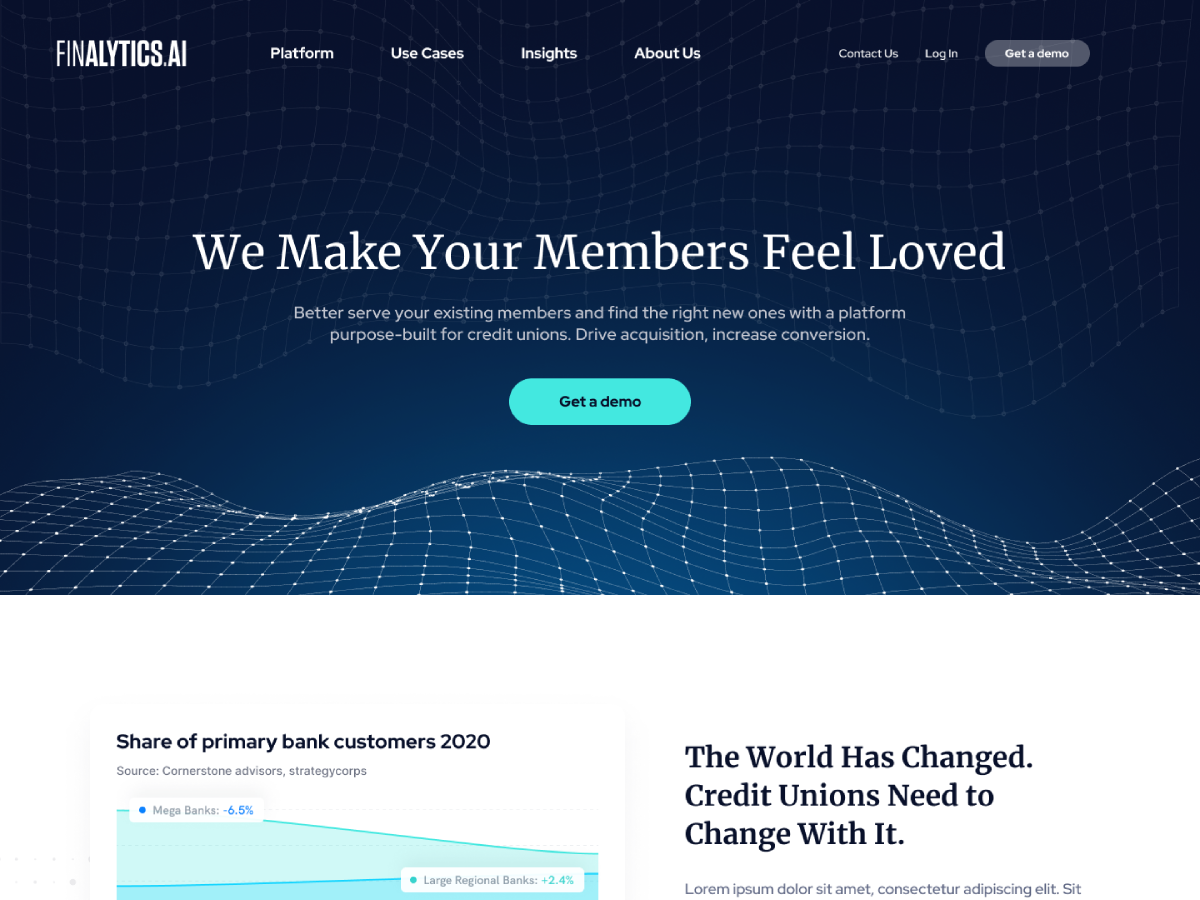 FINALYTICS.AI
Platform
Use Cases
Insights
About Us
Contact Us
Log In
Get a demo
We Make Your Members Feel Loved
Better serve your existing members and find the right new ones with a platform
purpose-built for credit unions. Drive acquisition, increase conversion.
Get a demo
Share of primary bank customers 2020
Source: Cornerstone advisors, strategycorps
Mega Banks: -6.5%
Large Regional Banks: +2.4%
The World Has Changed.
Credit Unions Need to
Change With It.
Lorem ipsum dolor sit amet, consectetur adipiscing elit. Sit